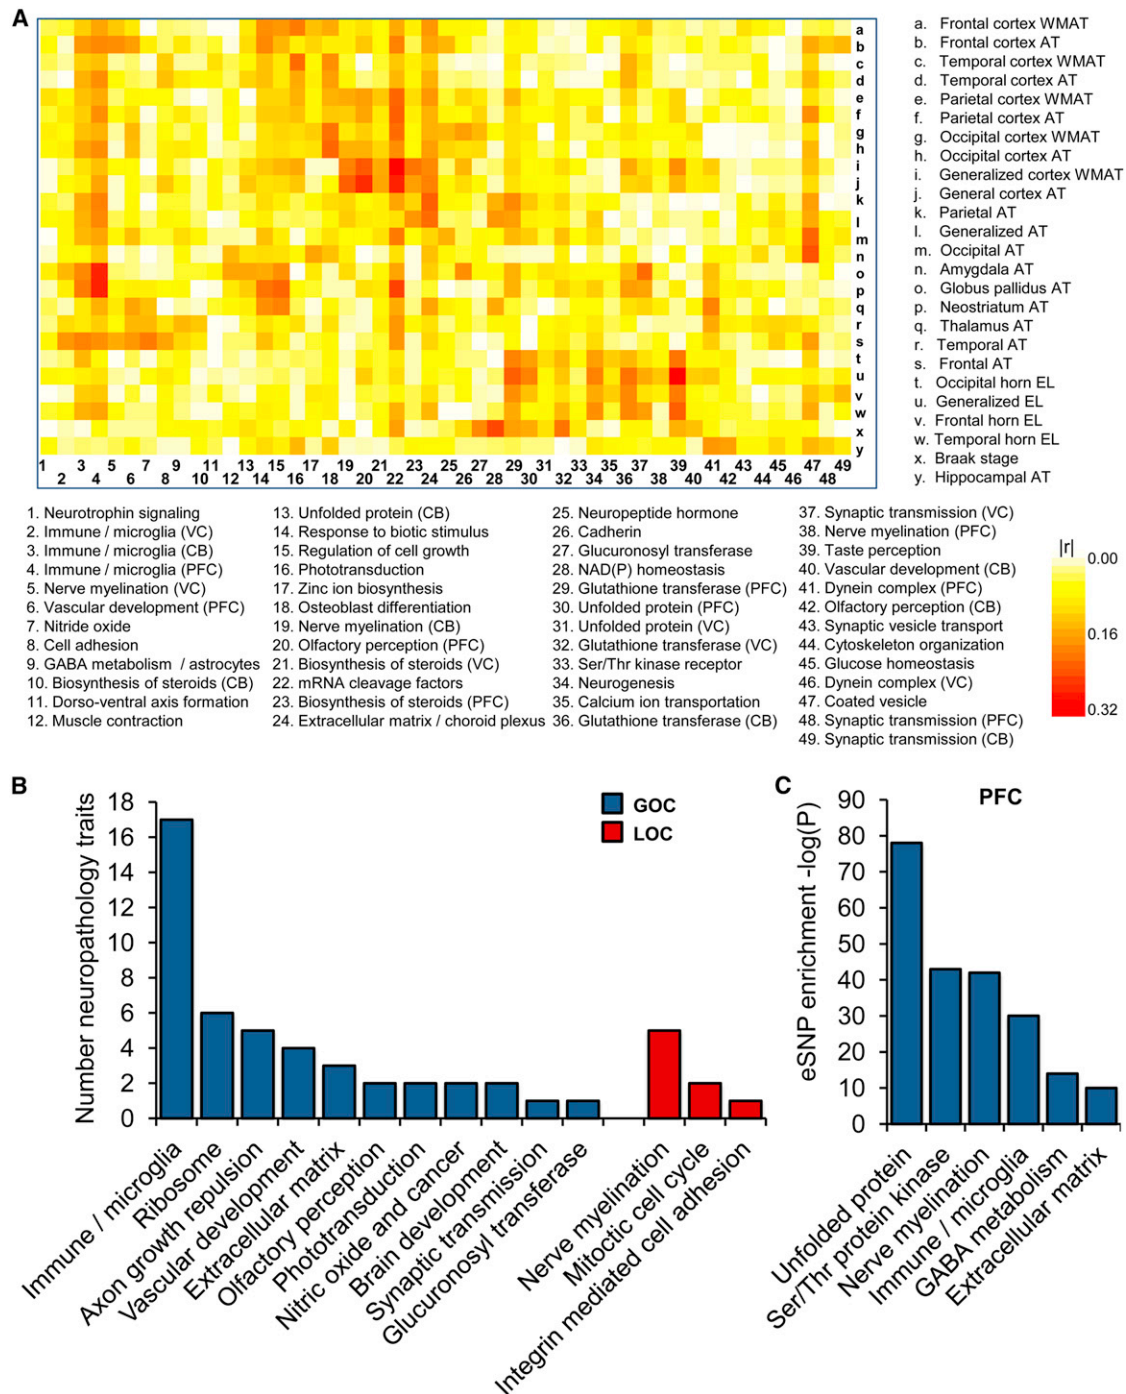 A
a
b
c
d
e
f
g
h
i
j
k
l
m
n
o
p
q
r
s
t
u
v
w
x
y
a. Frontal cortex WMAT
b. Frontal cortex AT
c. Temporal cortex WMAT
d. Temporal cortex AT
e. Parietal cortex WMAT
f. Parietal cortex AT
g. Occipital cortex WMAT
h. Occipital cortex AT
i. Generalized cortex WMAT
j. General cortex AT
k. Parietal AT
l. Generalized AT
m. Occipital AT
n. Amygdala AT
o. Globus pallidus AT
p. Neostriatum AT
q. Thalamus AT
r. Temporal AT
s. Frontal AT
t. Occipital horn EL
u. Generalized EL
v. Frontal horn EL
w. Temporal horn EL
x. Braak stage
y. Hippocampal AT
1 3 5 7 9 11 13 15 17 19 21 23 25 27 29 31 33 35 37 39 41 43 45 47 49
2 4 6 8 10 12 14 16 18 20 22 24 26 28 30 32 34 36 38 40 42 44 46 48
1. Neurotrophin signaling
2. Immune / microglia (VC)
3. Immune / microglia (CB)
4. Immune / microglia (PFC)
5. Nerve myelination (VC)
6. Vascular development (PFC)
7. Nitride oxide
8. Cell adhesion
9. GABA metabolism / astrocytes
10. Biosynthesis of steroids (CB)
11. Dorso-ventral axis formation
12. Muscle contraction
13. Unfolded protein (CB)
14. Response to biotic stimulus
15. Regulation of cell growth
16. Phototransduction
17. Zinc ion biosynthesis
18. Osteoblast differentiation
19. Nerve myelination (CB)
20. Olfactory perception (PFC)
21. Biosynthesis of steroids (VC)
22. mRNA cleavage factors
23. Biosynthesis of steroids (PFC)
24. Extracellular matrix / choroid plexus
25. Neuropeptide hormone
26. Cadherin
27. Glucuronosyl transferase
28. NAD(P) homeostasis
29. Glutathione transferase (PFC)
30. Unfolded protein (PFC)
31. Unfolded protein (VC)
32. Glutathione transferase (VC)
33. Ser/Thr kinase receptor
34. Neurogenesis
35. Calcium ion transportation
36. Glutathione transferase (CB)
37. Synaptic transmission (VC)
38. Nerve myelination (PFC)
39. Taste perception
40. Vascular development (CB)
41. Dynein complex (PFC)
42. Olfactory perception (CB)
43. Synaptic vesicle transport
44. Cytoskeleton organization
45. Glucose homeostasis
46. Dynein complex (VC)
47. Coated vesicle
48. Synaptic transmission (PFC)
49. Synaptic transmission (CB)
|r|
0.00
0.16
0.32
B
Number neuropathology traits
18
16
14
12
10
8
6
4
2
0
GOC
LOC
Immune / microglia
Ribosome
Axon growth repulsion
Vascular development
Extracellular matrix
Olfactory perception
Phototransduction
Nitric oxide and cancer
Brain development
Synaptic transmission
Glucuronosyl transferase
Nerve myelination
Mitoctic cell cycle
Integrin mediated cell adhesion
C
PFC
eSNP enrichment -log(P)
90
80
70
60
50
40
30
20
10
0
Unfolded protein
Ser/Thr protein kinase
Nerve myelination
Immune / microglia
GABA metabolism
Extracellular matrix